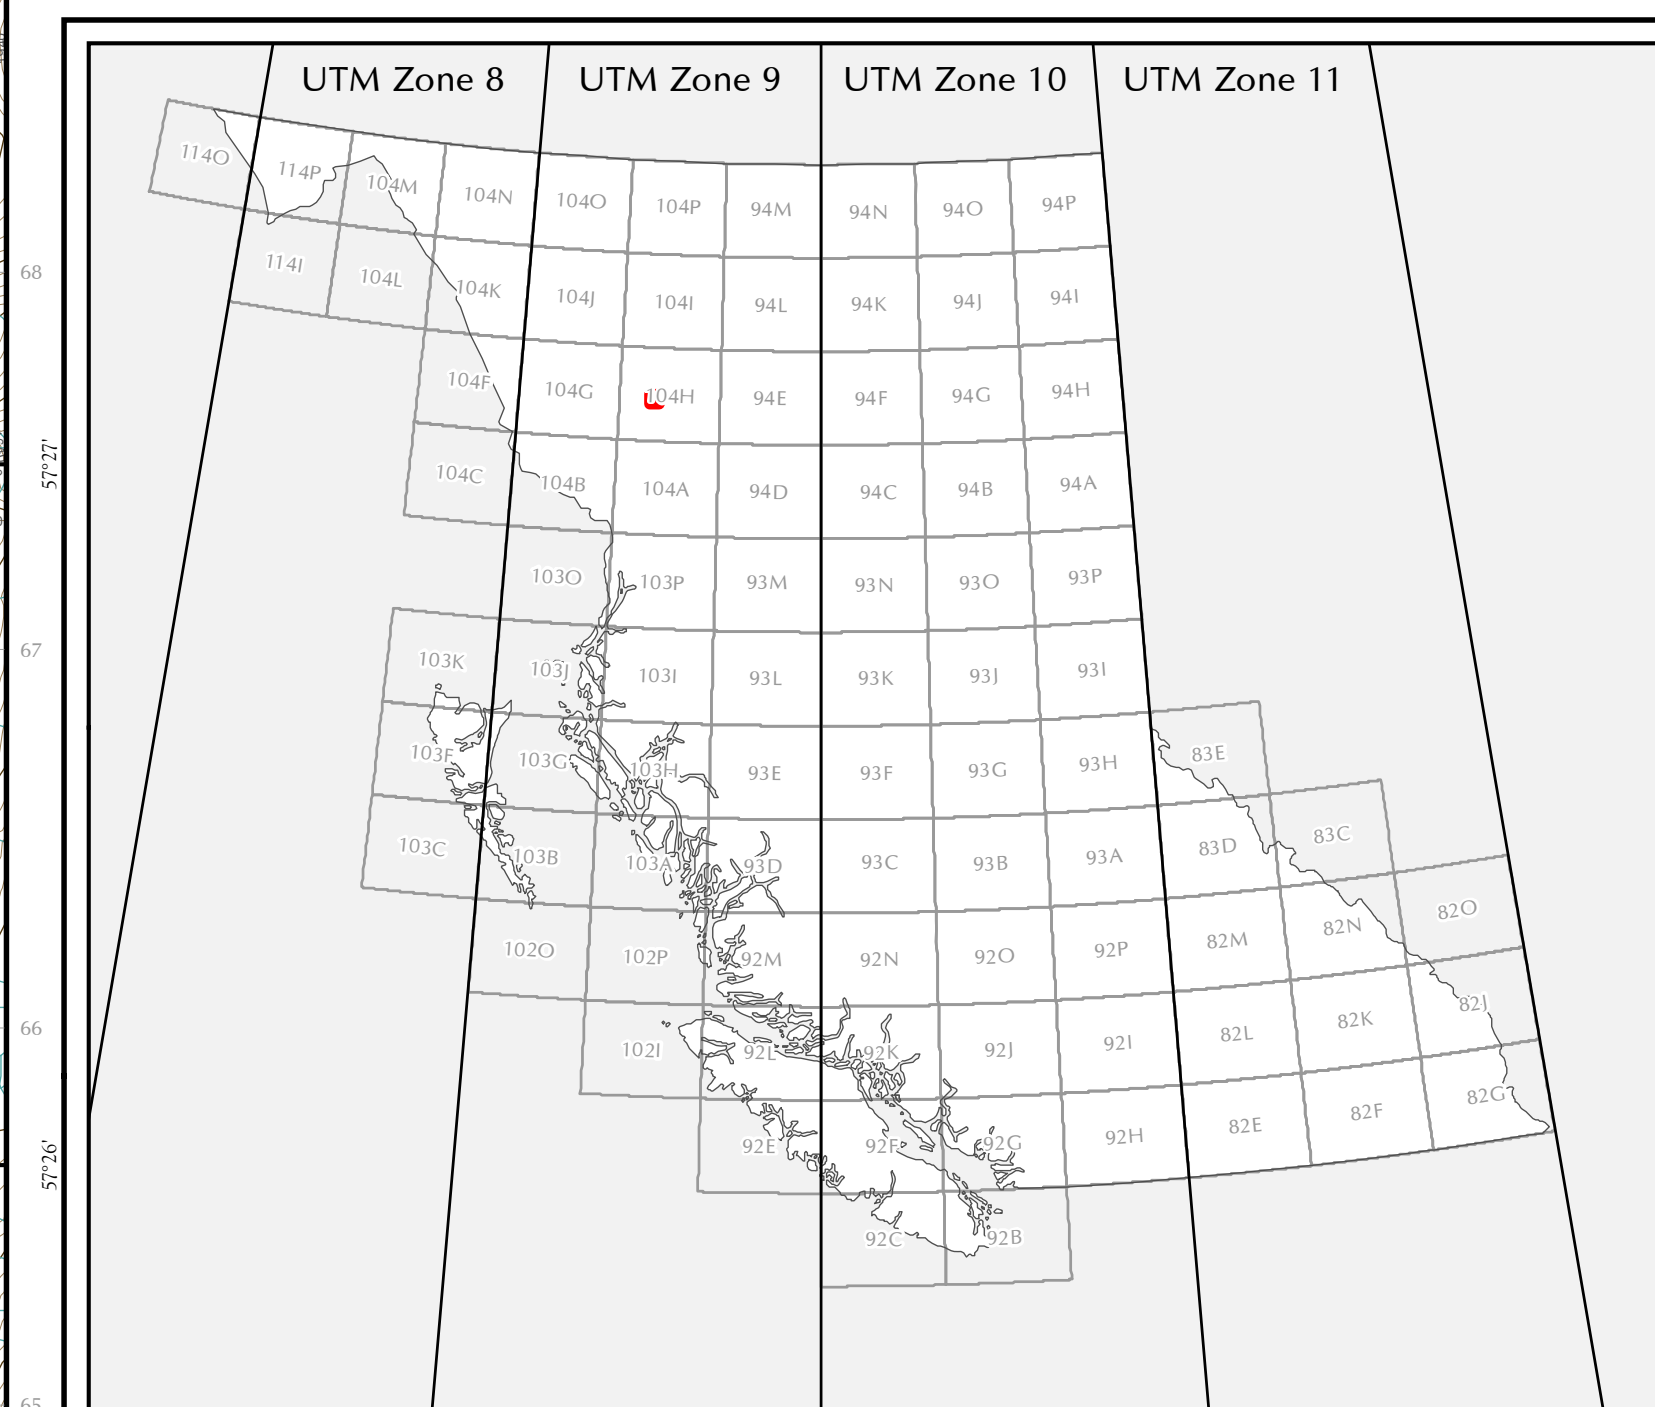 UTM Zone 8 UTM Zone 9 UTM Zone 10 UTM Zone 11
114O 114P 104M 104N 104O 104P 94M 94N 94O 94P
68 114I 104L 104K 104J 104I 94L 94K 94J 94I
104F 104G 104H 94E 94F 94G 94H
57°27'
104C 104B 104A 94D 94C 94B 94A
103O 103P 93M 93N 93O 93P
67 103K 103J 103I 93L 93K 93J 93I
103F 103G 103H 93E 93F 93G 93H 83E
103C 103B 103A 93D 93C 93B 93A 83D 83C
102O 102P 92M 92N 92O 92P 82M 82N 82O
66 102I 92L 92K 92J 92I 82L 82K 82J
57°26'
92E 92F 92G 92H 82E 82F 82G
92C 92B
65